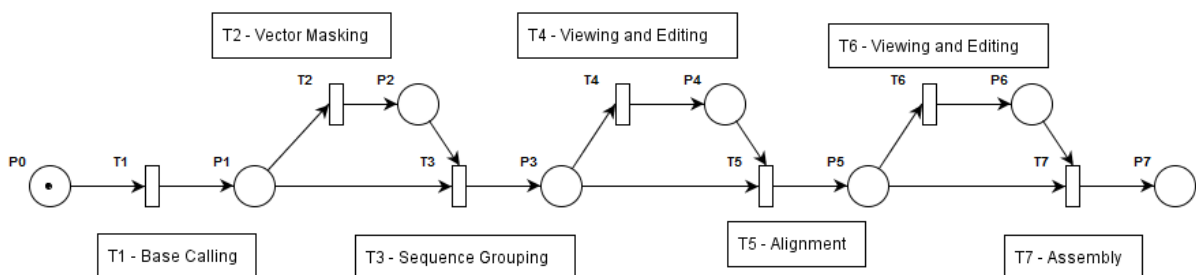 T2 - Vector Masking
T4 - Viewing and Editing
T6 - Viewing and Editing
T2
P2
T4
P4
T6
P6
P0
T1
P1
T3
P3
T5
P5
T7
P7
T1 - Base Calling
T3 - Sequence Grouping
T5 - Alignment
T7 - Assembly